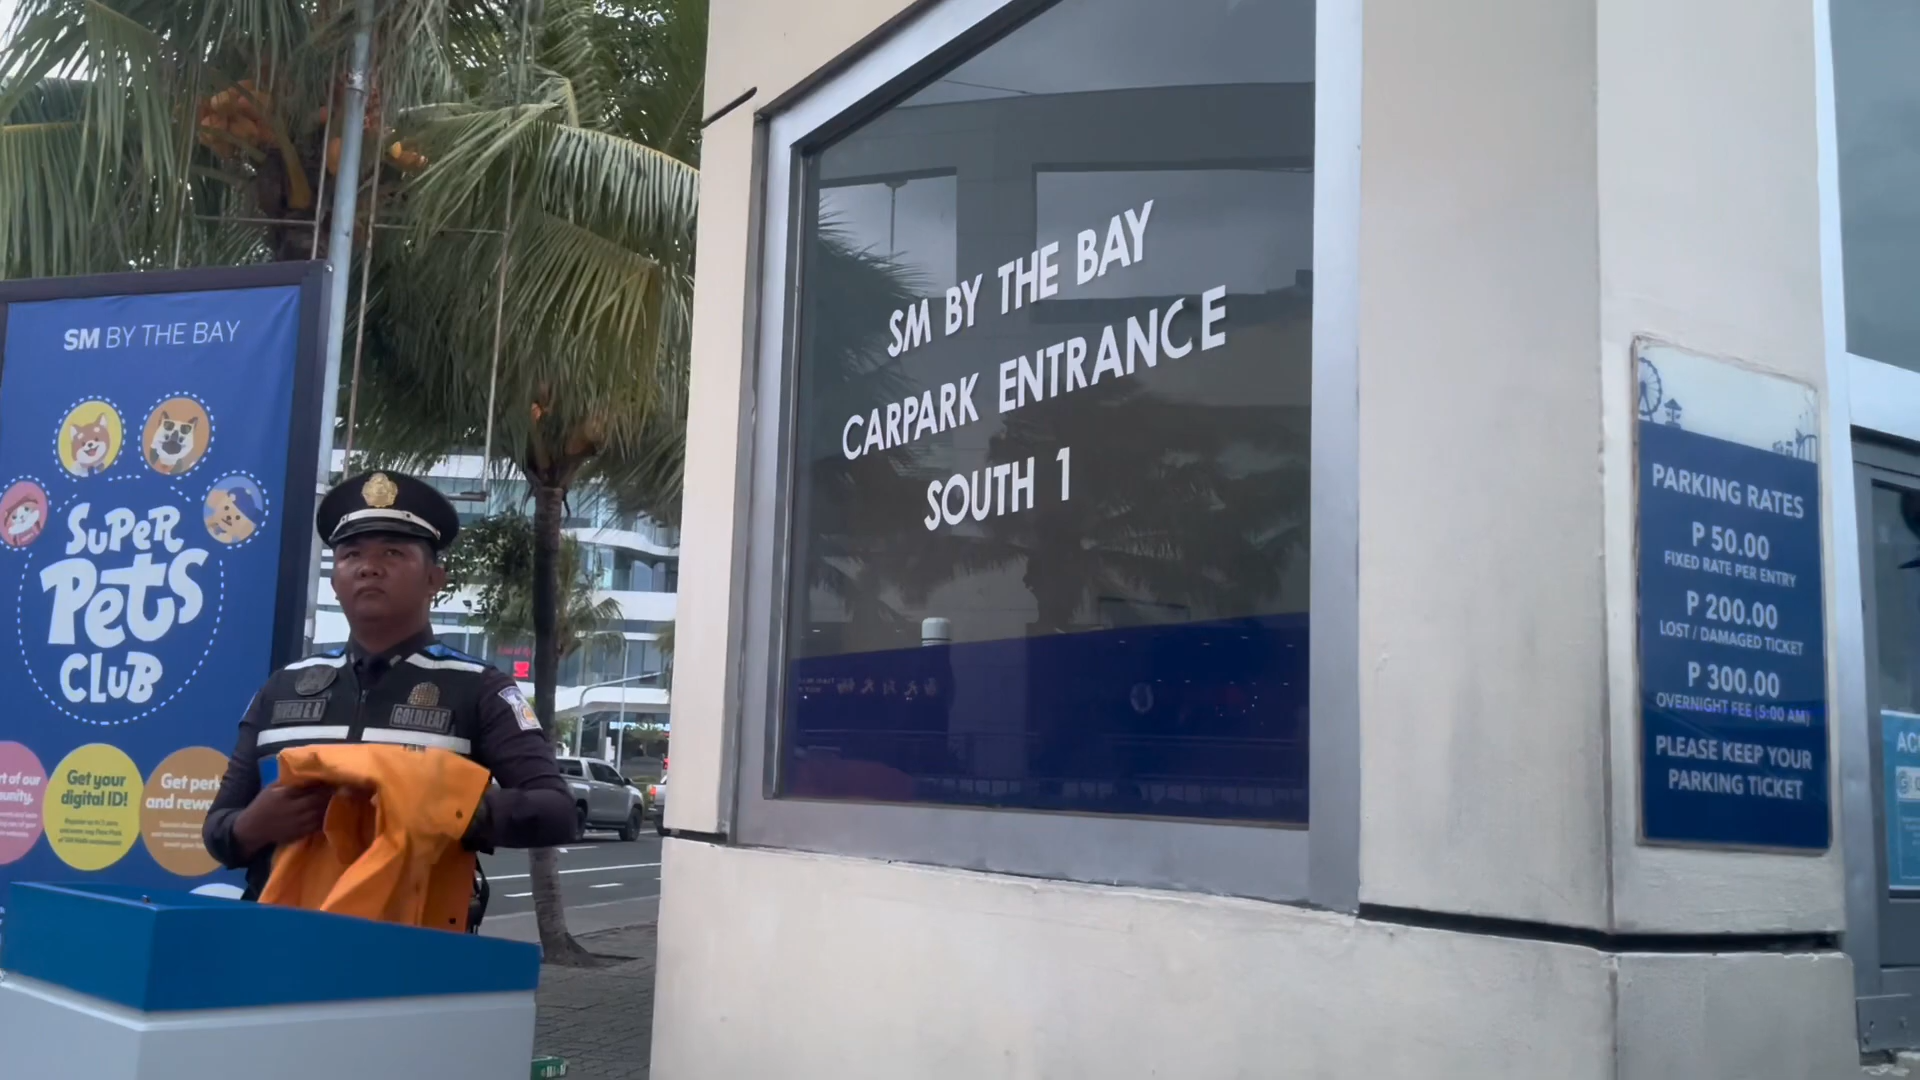 SM BY THE BAY
SUPER
Pets
CLUB
Get your
digital ID!
Get perk
and rewa
GOLDLEAF
SM BY THE BAY
CARPARK ENTRANCE
SOUTH 1
PARKING RATES
P 50.00
FIXED RATE PER ENTRY
P 200.00
LOST / DAMAGED TICKET
P 300.00
OVERNIGHT FEE (5:00 AM)
PLEASE KEEP YOUR
PARKING TICKET